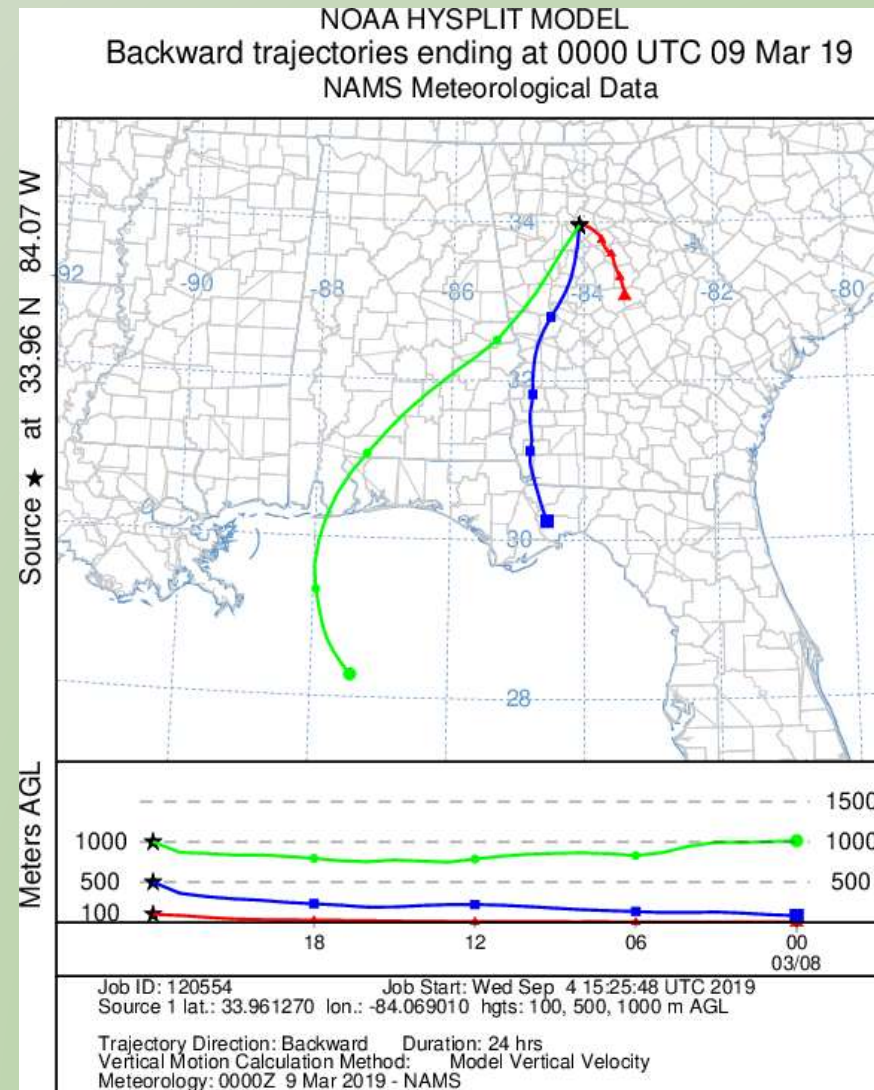 NOAA HYSPLIT MODEL
Backward trajectories ending at 0000 UTC 09 Mar 19
NAMS Meteorological Data
Source ★ at 33.96 N 84.07 W
34
-92
-90
-88
-86
-84
-82
-80
32
30
28
Meters AGL
1500
1000
1000
500
500
100
18
12
06
00
03/08
Job ID: 120554 Job Start: Wed Sep 4 15:25:48 UTC 2019
Source 1 lat.: 33.961270 lon.: -84.069010 hgts: 100, 500, 1000 m AGL
Trajectory Direction: Backward Duration: 24 hrs
Vertical Motion Calculation Method: Model Vertical Velocity
Meteorology: 0000Z 9 Mar 2019 - NAMS